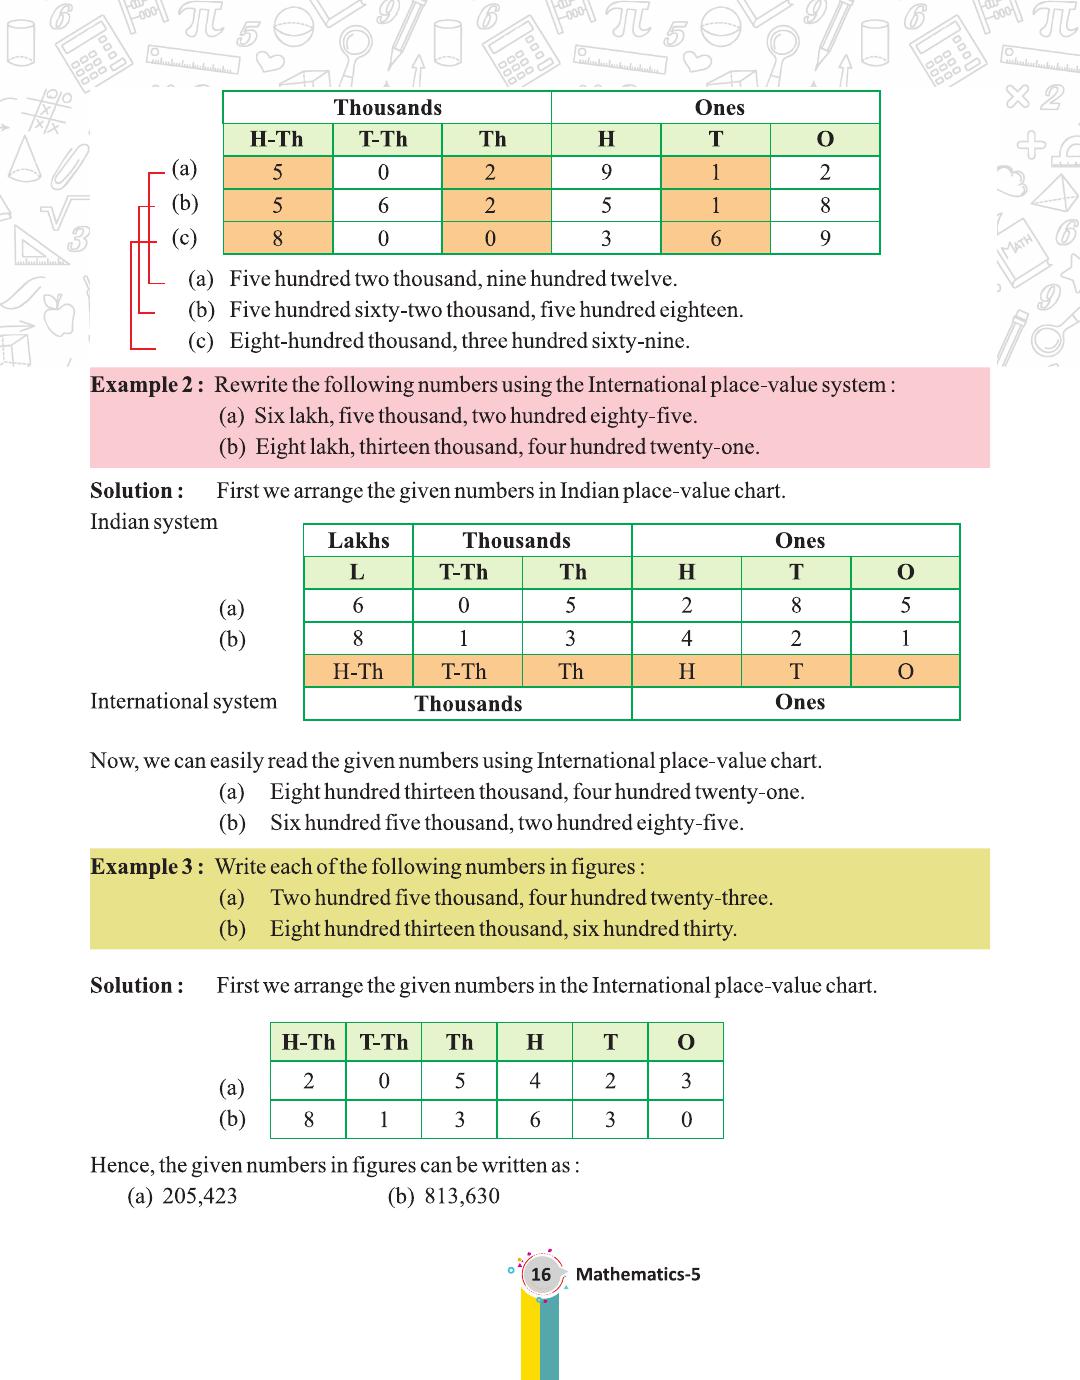 Thousands Ones
H-Th T-Th Th H T O
(a) 5 0 2 9 1 2
(b) 5 6 2 5 1 8
(c) 8 0 0 3 6 9
(a) Five hundred two thousand, nine hundred twelve.
(b) Five hundred sixty-two thousand, five hundred eighteen.
(c) Eight-hundred thousand, three hundred sixty-nine.
Example 2 : Rewrite the following numbers using the International place-value system :
(a) Six lakh, five thousand, two hundred eighty-five.
(b) Eight lakh, thirteen thousand, four hundred twenty-one.
Solution : First we arrange the given numbers in Indian place-value chart.
Indian system
Lakhs Thousands Ones
L T-Th Th H T O
(a) 6 0 5 2 8 5
(b) 8 1 3 4 2 1
H-Th T-Th Th H T O
International system Thousands Ones
Now, we can easily read the given numbers using International place-value chart.
(a) Eight hundred thirteen thousand, four hundred twenty-one.
(b) Six hundred five thousand, two hundred eighty-five.
Example 3 : Write each of the following numbers in figures :
(a) Two hundred five thousand, four hundred twenty-three.
(b) Eight hundred thirteen thousand, six hundred thirty.
Solution : First we arrange the given numbers in the International place-value chart.
H-Th T-Th Th H T O
(a) 2 0 5 4 2 3
(b) 8 1 3 6 3 0
Hence, the given numbers in figures can be written as :
(a) 205,423 (b) 813,630
16 Mathematics-5